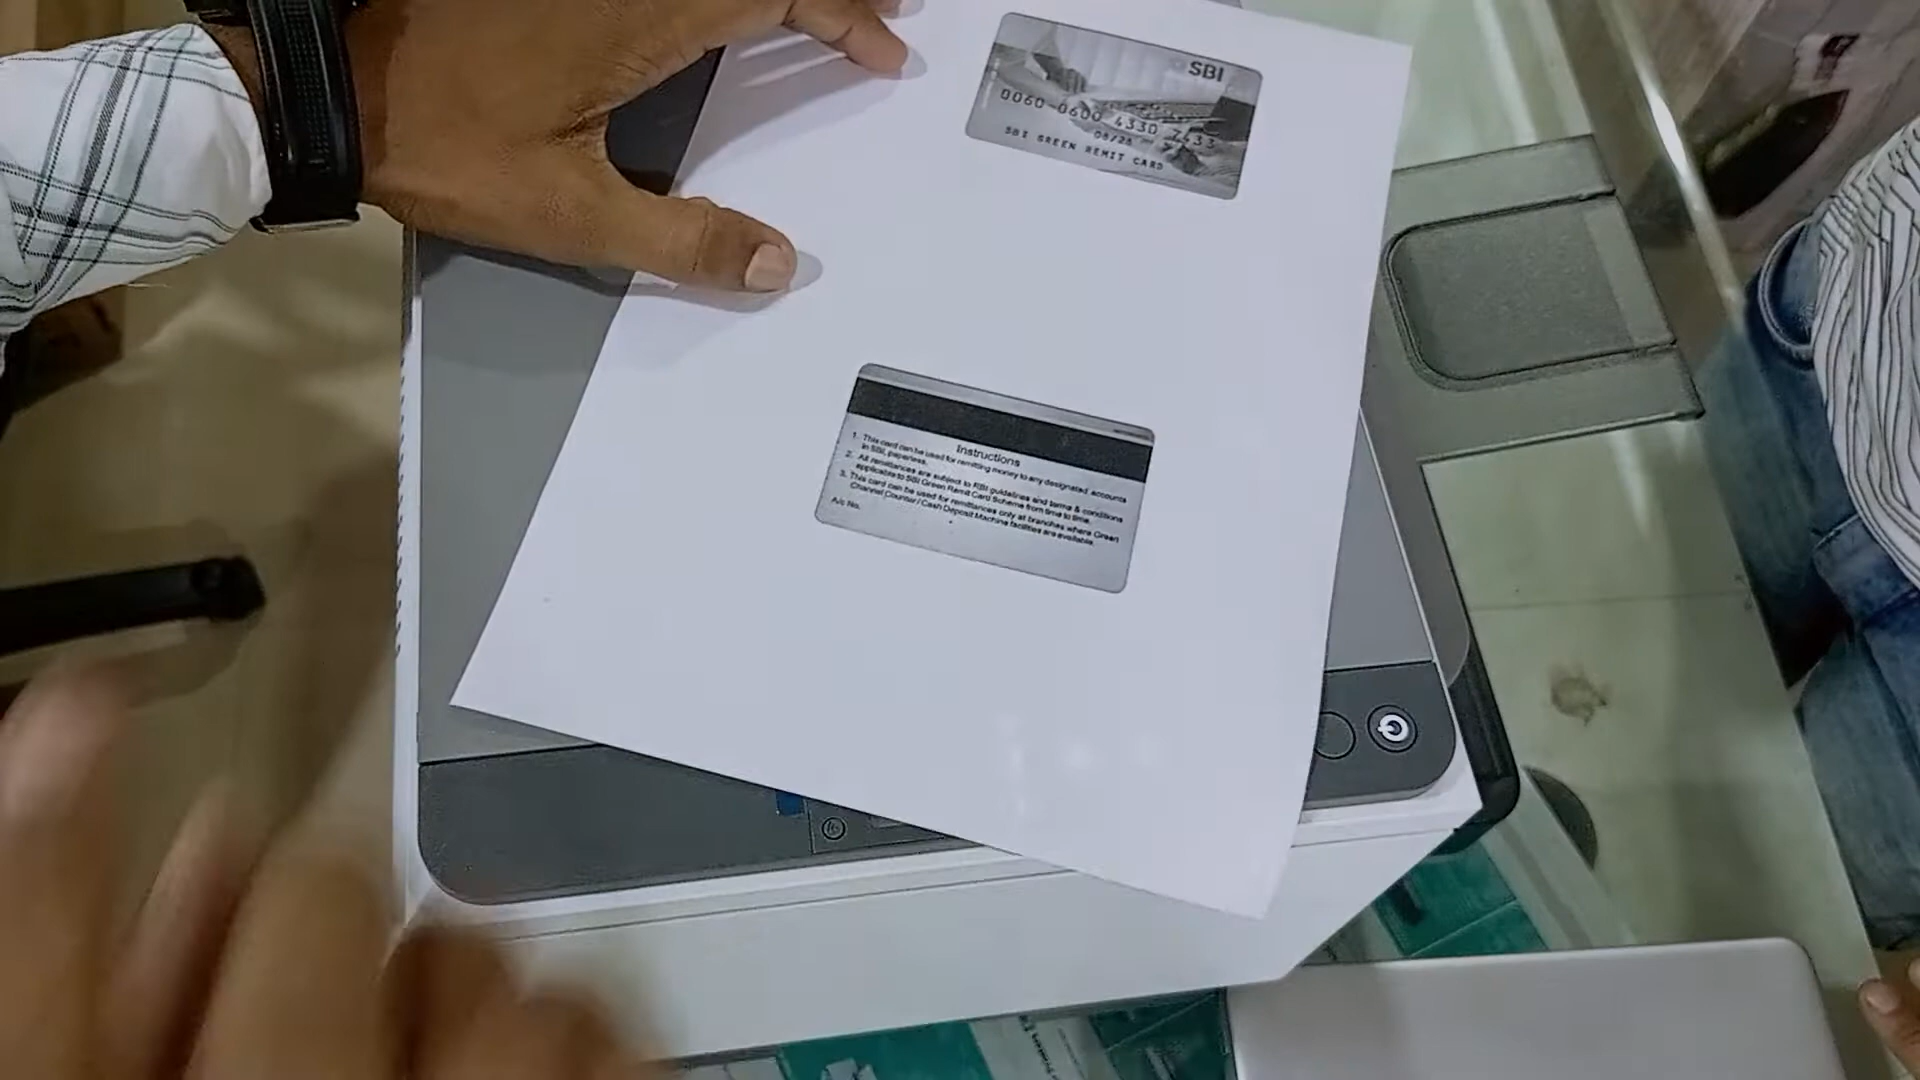 SBI
0060 0600 4330 7433
08/28
SBI GREEN REMIT CARD
Instructions
1. This card can be used for remitting money to any designated accounts
in SBI, paperless.
2. All remittances are subject to RBI guidelines and terms & conditions
applicable to SBI Green Remit Card Scheme from time to time.
3. This card can be used for remittances only at branches where Green
Channel Counter / Cash Deposit Machine facilities are available.
A/c No.